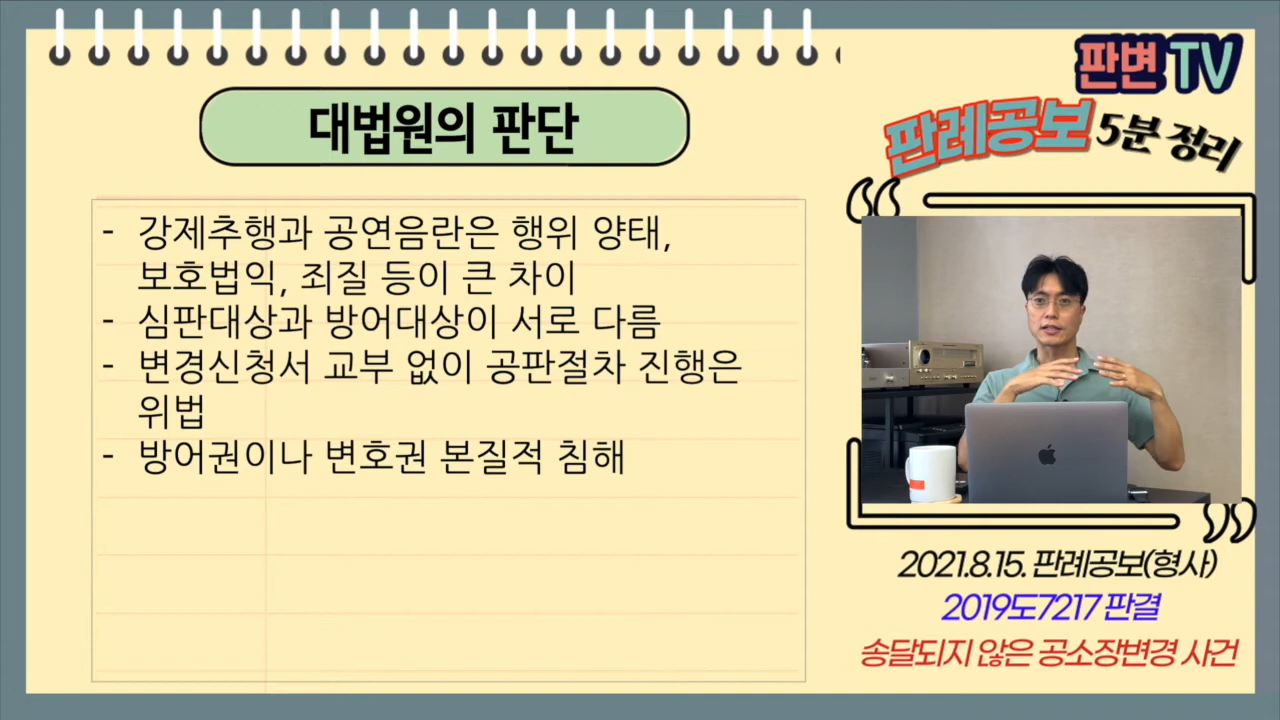 대법원의 판단
- 강제추행과 공연음란은 행위 양태,
보호법익, 죄질 등이 큰 차이
- 심판대상과 방어대상이 서로 다름
- 변경신청서 교부 없이 공판절차 진행은
위법
- 방어권이나 변호권 본질적 침해
판변 TV
판례공보 5분 정리
2021.8.15. 판례공보(형사)
2019도7217 판결
송달되지 않은 공소장변경 사건